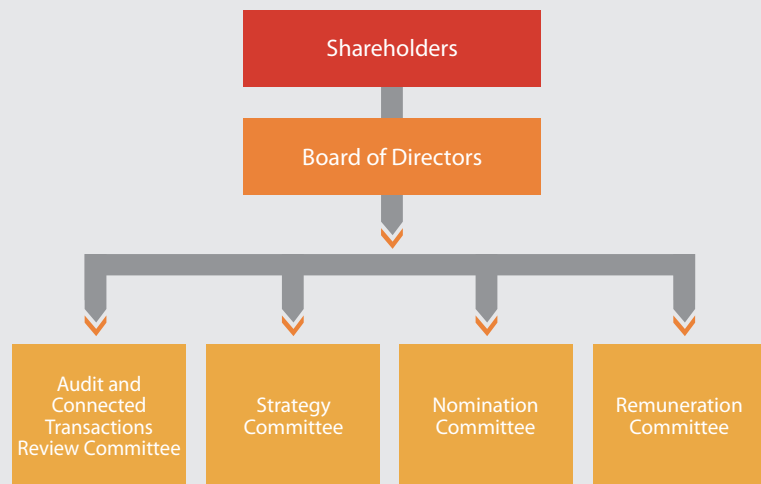 Shareholders
Board of Directors
Audit and
Connected
Transactions
Review Committee
Strategy
Committee
Nomination
Committee
Remuneration
Committee